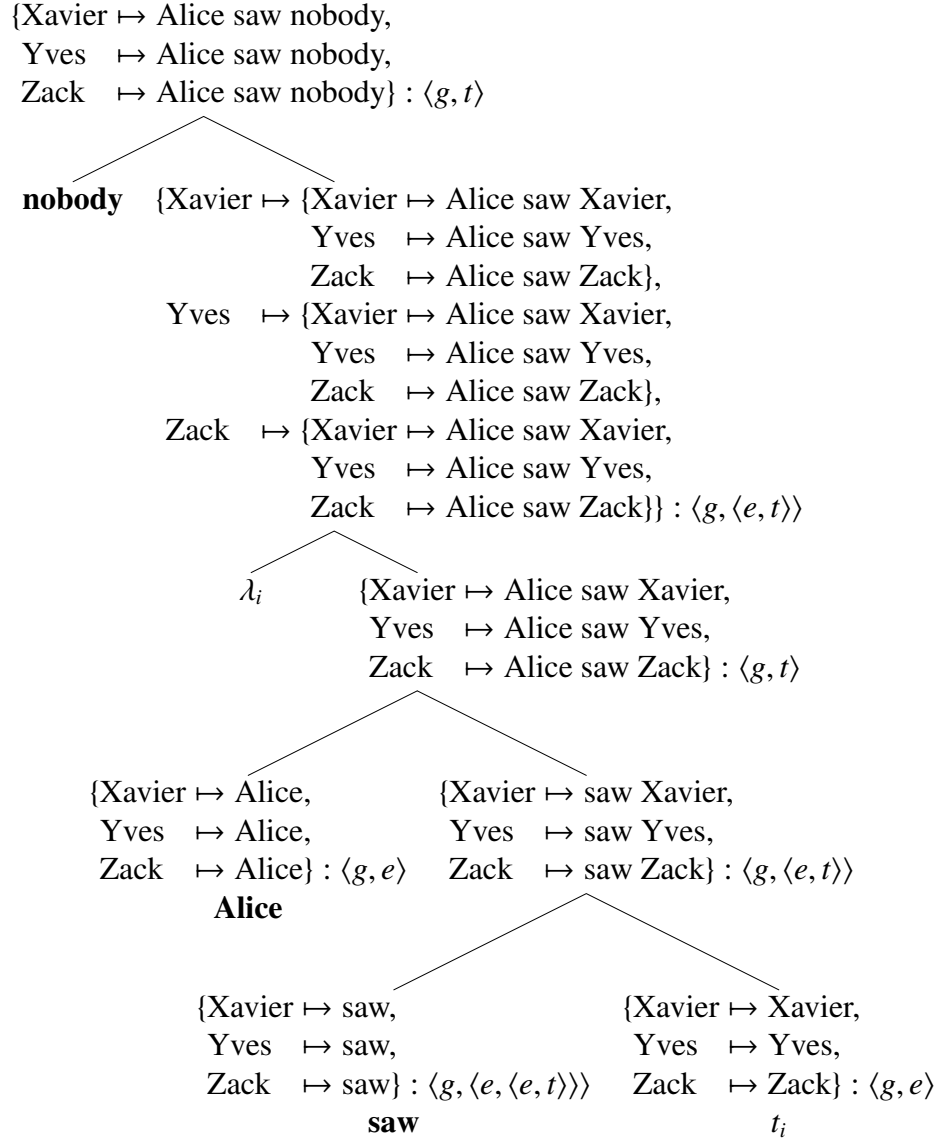 {Xavier ↦ Alice saw nobody,
Yves ↦ Alice saw nobody,
Zack ↦ Alice saw nobody} : ⟨g, t⟩
nobody {Xavier ↦ {Xavier ↦ Alice saw Xavier,
Yves ↦ Alice saw Yves,
Zack ↦ Alice saw Zack},
Yves ↦ {Xavier ↦ Alice saw Xavier,
Yves ↦ Alice saw Yves,
Zack ↦ Alice saw Zack},
Zack ↦ {Xavier ↦ Alice saw Xavier,
Yves ↦ Alice saw Yves,
Zack ↦ Alice saw Zack}} : ⟨g, ⟨e, t⟩⟩
λᵢ {Xavier ↦ Alice saw Xavier,
Yves ↦ Alice saw Yves,
Zack ↦ Alice saw Zack} : ⟨g, t⟩
{Xavier ↦ Alice, {Xavier ↦ saw Xavier,
Yves ↦ Alice, Yves ↦ saw Yves,
Zack ↦ Alice} : ⟨g, e⟩ Zack ↦ saw Zack} : ⟨g, ⟨e, t⟩⟩
Alice
{Xavier ↦ saw, {Xavier ↦ Xavier,
Yves ↦ saw, Yves ↦ Yves,
Zack ↦ saw} : ⟨g, ⟨e, ⟨e, t⟩⟩⟩ Zack ↦ Zack} : ⟨g, e⟩
saw tᵢ